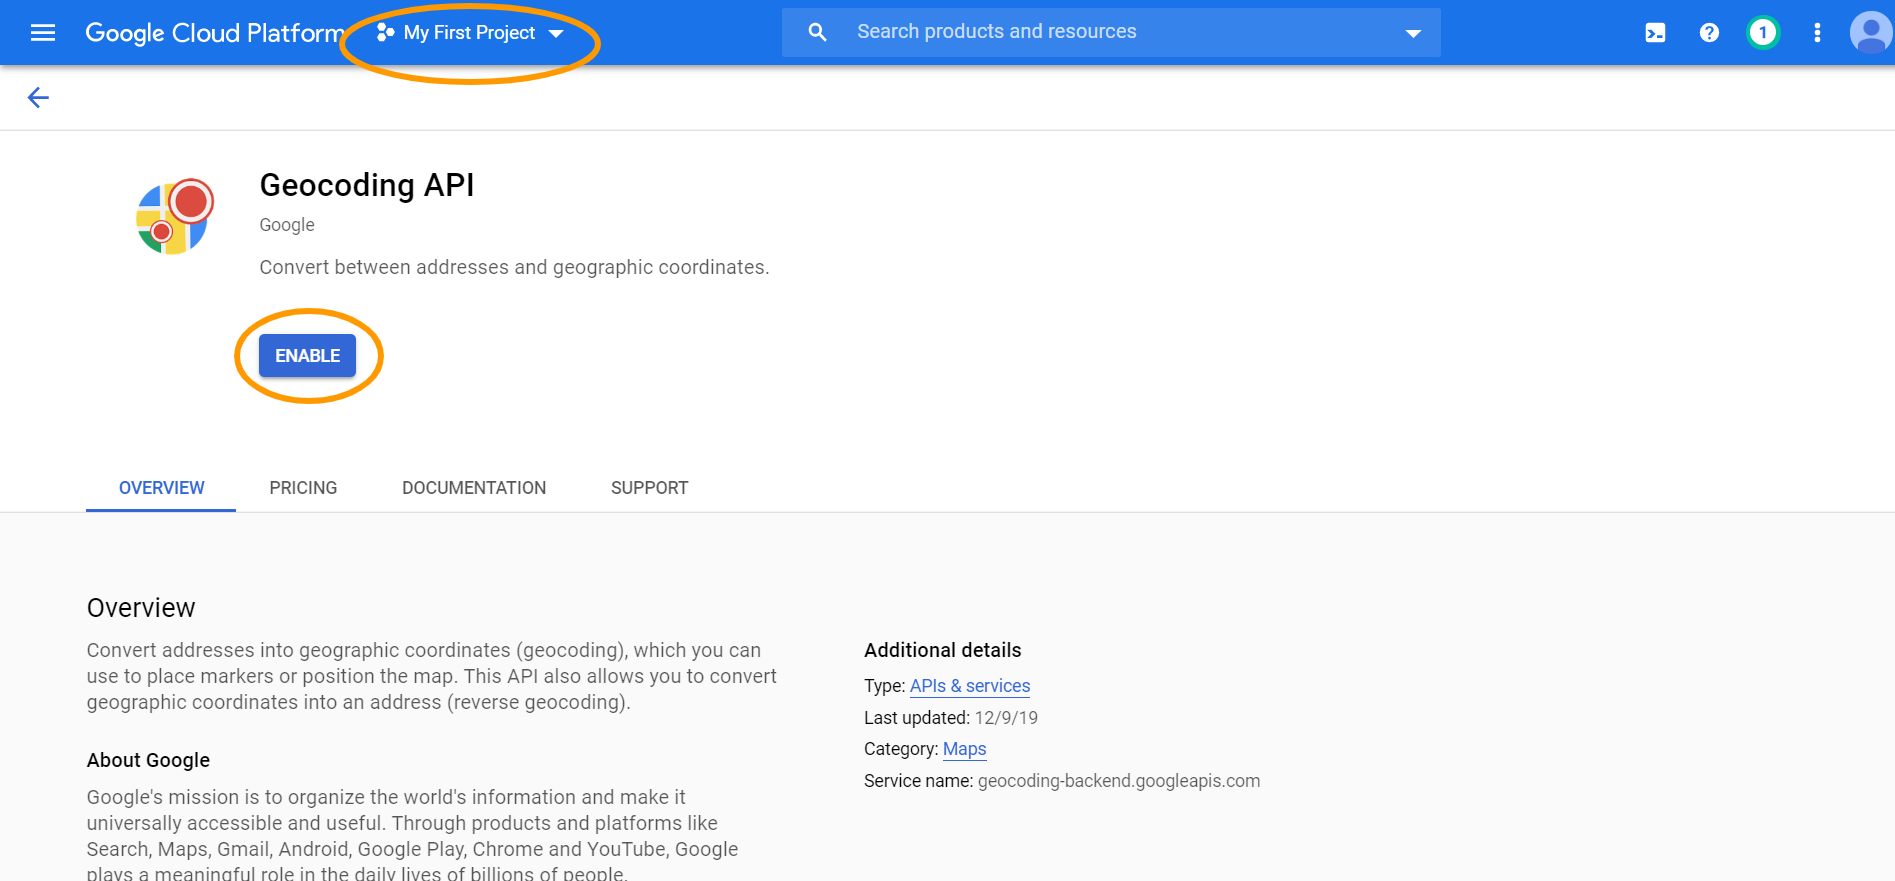 Google Cloud Platform My First Project Search products and resources 1
Geocoding API
Google
Convert between addresses and geographic coordinates.
ENABLE
OVERVIEW PRICING DOCUMENTATION SUPPORT
Overview
Convert addresses into geographic coordinates (geocoding), which you can
use to place markers or position the map. This API also allows you to convert
geographic coordinates into an address (reverse geocoding).
About Google
Google's mission is to organize the world's information and make it
universally accessible and useful. Through products and platforms like
Search, Maps, Gmail, Android, Google Play, Chrome and YouTube, Google
plays a meaningful role in the daily lives of billions of people.
Additional details
Type: APIs & services
Last updated: 12/9/19
Category: Maps
Service name: geocoding-backend.googleapis.com